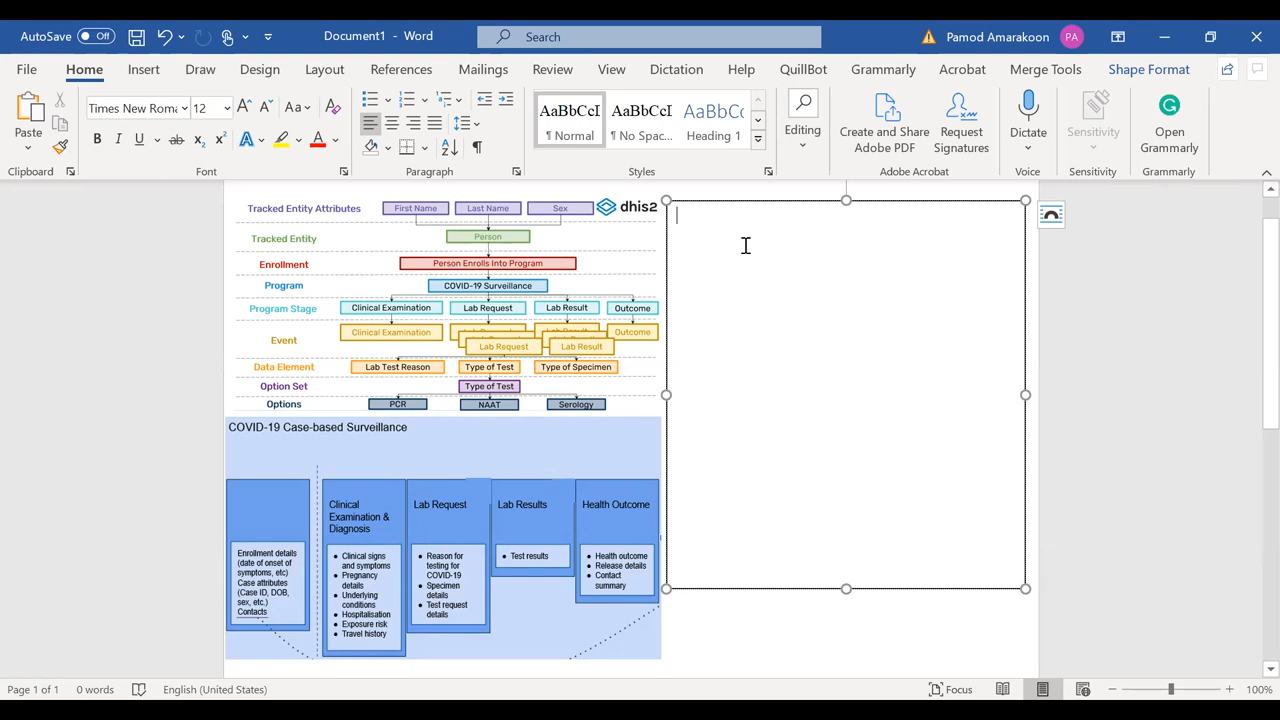 AutoSave Off
Document1 - Word
Search
Pamod Amarakoon PA
File Home Insert Draw Design Layout References Mailings Review View Dictation Help QuillBot Grammarly Acrobat Merge Tools Shape Format
Paste
Times New Roma 12
Aa
AaBbCcI AaBbCcI AaBbCc
¶ Normal ¶ No Spac... Heading 1
Editing
Create and Share Adobe PDF
Request Signatures
Dictate
Sensitivity
Open Grammarly
Clipboard Font Paragraph Styles Adobe Acrobat Voice Sensitivity Grammarly
Tracked Entity Attributes First Name Last Name Sex dhis2
Tracked Entity Person
Enrollment Person Enrolls Into Program
Program COVID-19 Surveillance
Program Stage Clinical Examination Lab Request Lab Result Outcome
Event Clinical Examination Outcome
Lab Request Lab Result
Data Element Lab Test Reason Type of Test Type of Specimen
Option Set Type of Test
Options PCR NAAT Serology
COVID-19 Case-based Surveillance
Enrollment details
(date of onset of
symptoms, etc)
Case attributes
(Case ID, DOB,
sex, etc.)
Contacts
Clinical
Examination &
Diagnosis
● Clinical signs
and symptoms
● Pregnancy
details
● Underlying
conditions
● Hospitalisation
● Exposure risk
● Travel history
Lab Request
● Reason for
testing for
COVID-19
● Specimen
details
● Test request
details
Lab Results
● Test results
Health Outcome
● Health outcome
● Release details
● Contact
summary
Page 1 of 1 0 words English (United States) Focus 100%